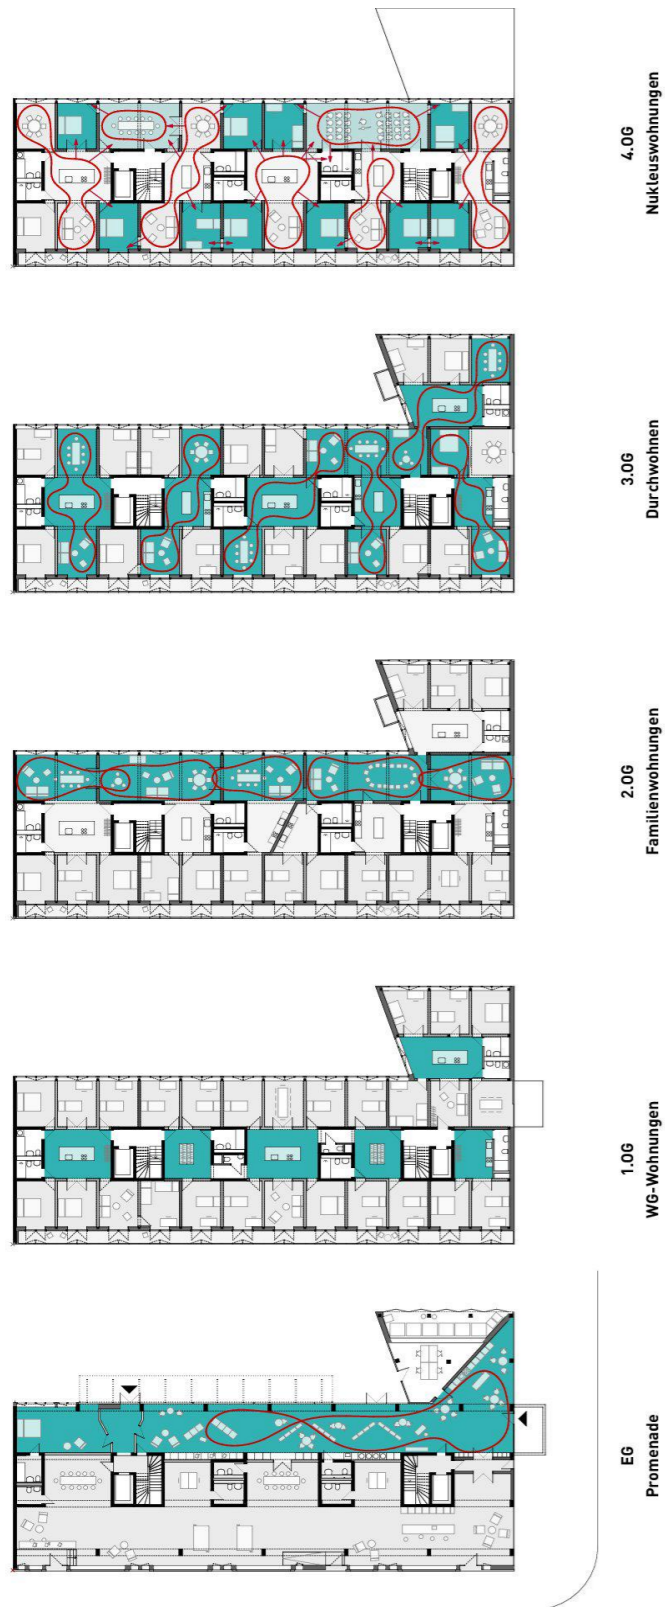 4.OG
Nukleuswohnungen
3.OG
Durchwohnen
2.OG
Familienwohnungen
1.OG
WG-Wohnungen
EG
Promenade